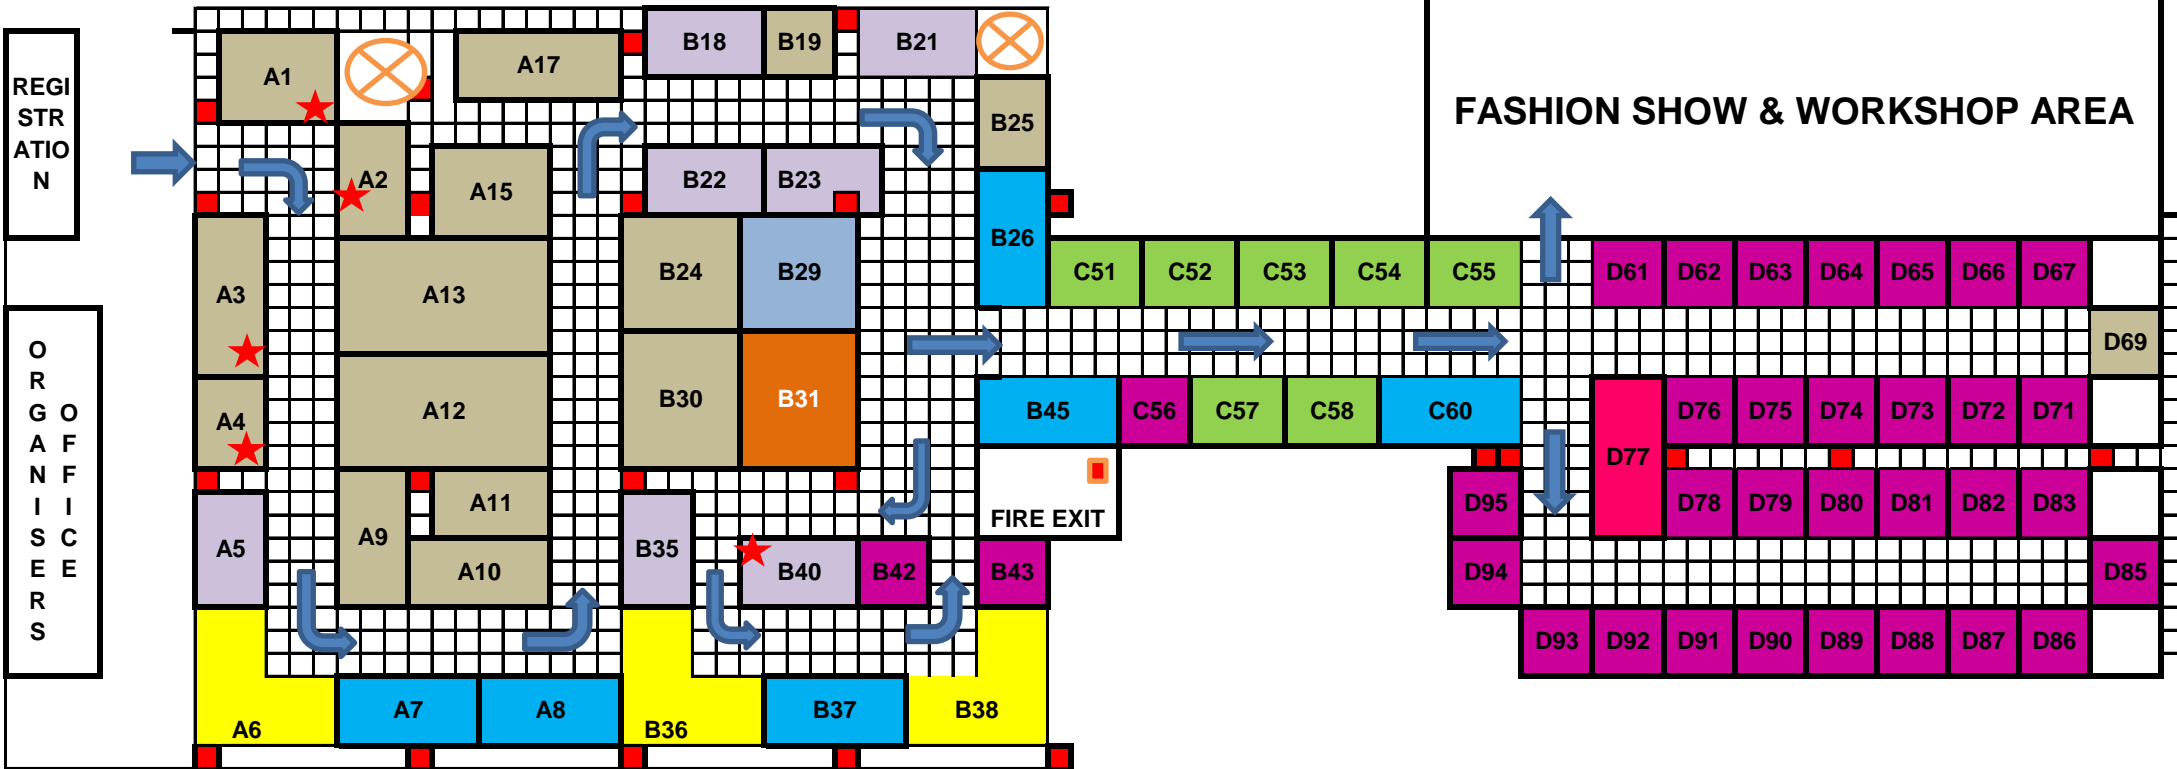 REGI
STR
ATIO
N
ORGANISERS
OFFICE
A1
A17
B18
B19
B21
FASHION SHOW & WORKSHOP AREA
B25
A2
A15
B22
B23
B26
A3
A13
B24
B29
C51
C52
C53
C54
C55
D61
D62
D63
D64
D65
D66
D67
D69
A4
A12
B30
B31
B45
C56
C57
C58
C60
D76
D75
D74
D73
D72
D71
D77
A5
A9
A11
A10
B35
B40
B42
FIRE EXIT
B43
D95
D78
D79
D80
D81
D82
D83
D94
D85
D93
D92
D91
D90
D89
D88
D87
D86
A6
A7
A8
B36
B37
B38